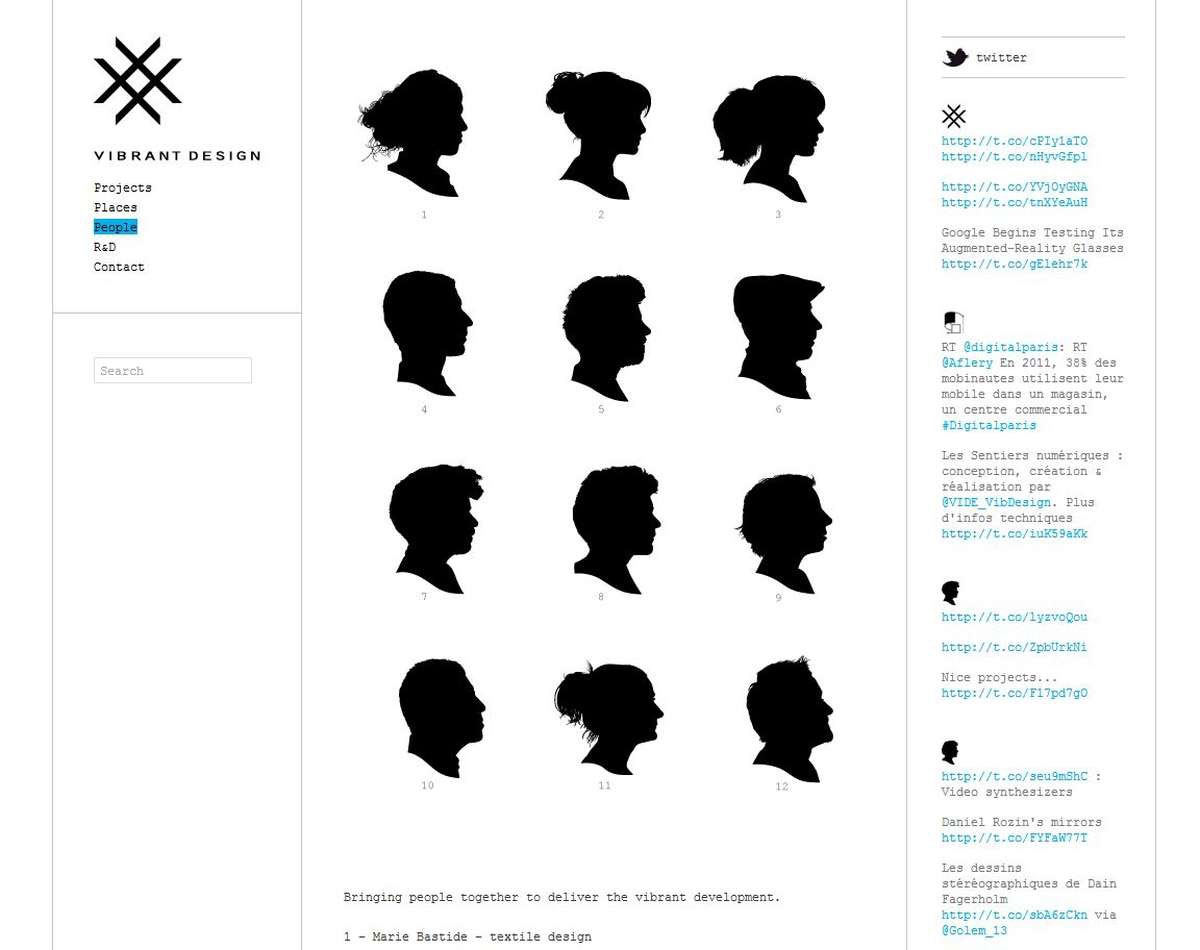 VIBRANT DESIGN
Projects
Places
People
R&D
Contact
Search
1
2
3
4
5
6
7
8
9
10
11
12
Bringing people together to deliver the vibrant development.
1 - Marie Bastide - textile design
twitter
http://t.co/cPIy1aTO
http://t.co/nHyvGfpl
http://t.co/YVjOyGNA
http://t.co/tnXYeAuH
Google Begins Testing Its
Augmented-Reality Glasses
http://t.co/gElehr7k
RT @digitalparis: RT
@Aflery En 2011, 38% des
mobinautes utilisent leur
mobile dans un magasin,
un centre commercial
#Digitalparis
Les Sentiers numériques :
conception, création &
réalisation par
@VIDE_VibDesign. Plus
d'infos techniques
http://t.co/iuK59aKk
http://t.co/lyzvoQou
http://t.co/ZpbUrkNi
Nice projects...
http://t.co/F17pd7gO
http://t.co/seu9mShC :
Video synthesizers
Daniel Rozin's mirrors
http://t.co/FYFaW77T
Les dessins
stéréographiques de Dain
Fagerholm
http://t.co/sbA6zCkn via
@Golem_13